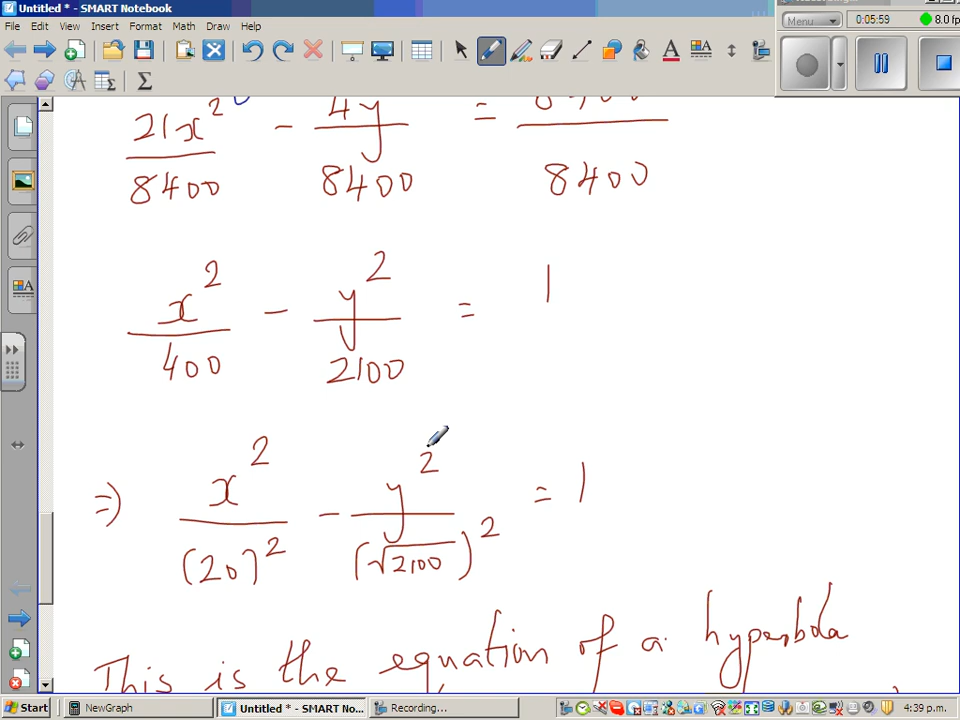 Untitled * - SMART Notebook
File Edit View Insert Format Math Draw Help
Menu
0:05:59
8.0 fp
21x² - 4y =
8400 8400 8400
x² - y² = 1
400 2100
=) x² - y² = 1
(20)² (√2100)²
This is the equation of a hyperbola
Start
NewGraph
Untitled * - SMART No...
Recording...
4:39 p.m.